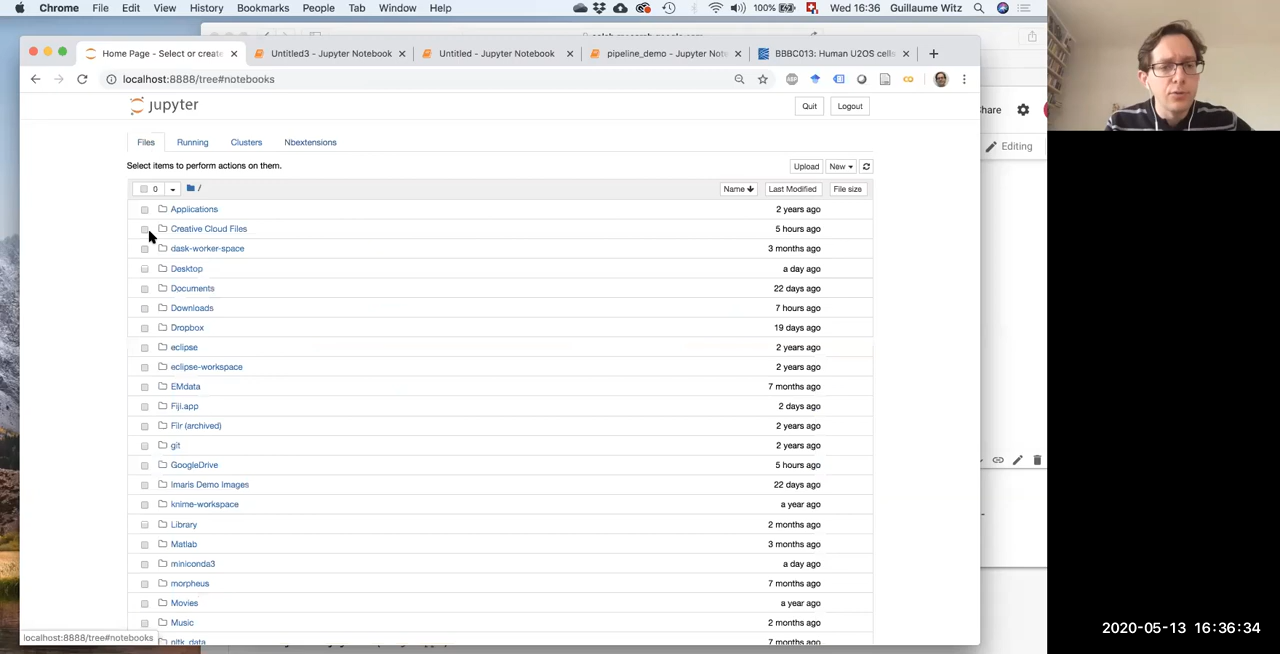 Chrome File Edit View History Bookmarks People Tab Window Help 100% Wed 16:36 Guillaume Witz
Home Page - Select or create Untitled3 - Jupyter Notebook Untitled - Jupyter Notebook pipeline_demo - Jupyter Note BBBC013: Human U2OS cells
localhost:8888/tree#notebooks
jupyter Quit Logout
hare
Files Running Clusters Nbextensions
Editing
Select items to perform actions on them.
Upload New
0 / Name Last Modified File size
Applications 2 years ago
Creative Cloud Files 5 hours ago
dask-worker-space 3 months ago
Desktop a day ago
Documents 22 days ago
Downloads 7 hours ago
Dropbox 19 days ago
eclipse 2 years ago
eclipse-workspace 2 years ago
EMdata 7 months ago
Fiji.app 2 days ago
Filr (archived) 2 years ago
git 2 years ago
GoogleDrive 5 hours ago
Imaris Demo Images 22 days ago
knime-workspace a year ago
Library 2 months ago
Matlab 3 months ago
miniconda3 a day ago
morpheus 7 months ago
Movies a year ago
Music 2 months ago
nltk_data 7 months ago
localhost:8888/tree#notebooks
2020-05-13 16:36:34